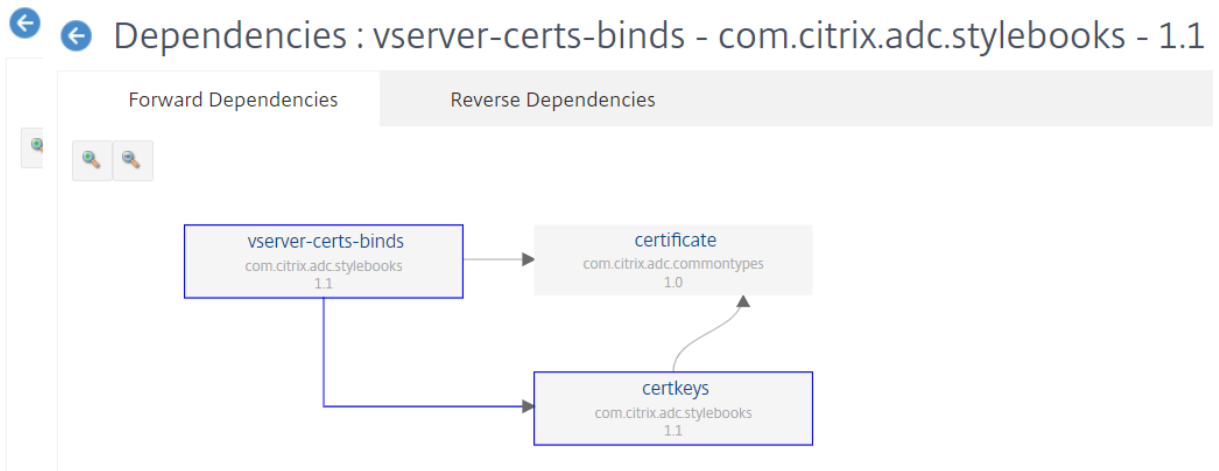 Dependencies : vserver-certs-binds - com.citrix.adc.stylebooks - 1.1
Forward Dependencies
Reverse Dependencies
vserver-certs-binds
com.citrix.adc.stylebooks
1.1
certificate
com.citrix.adc.commontypes
1.0
certkeys
com.citrix.adc.stylebooks
1.1